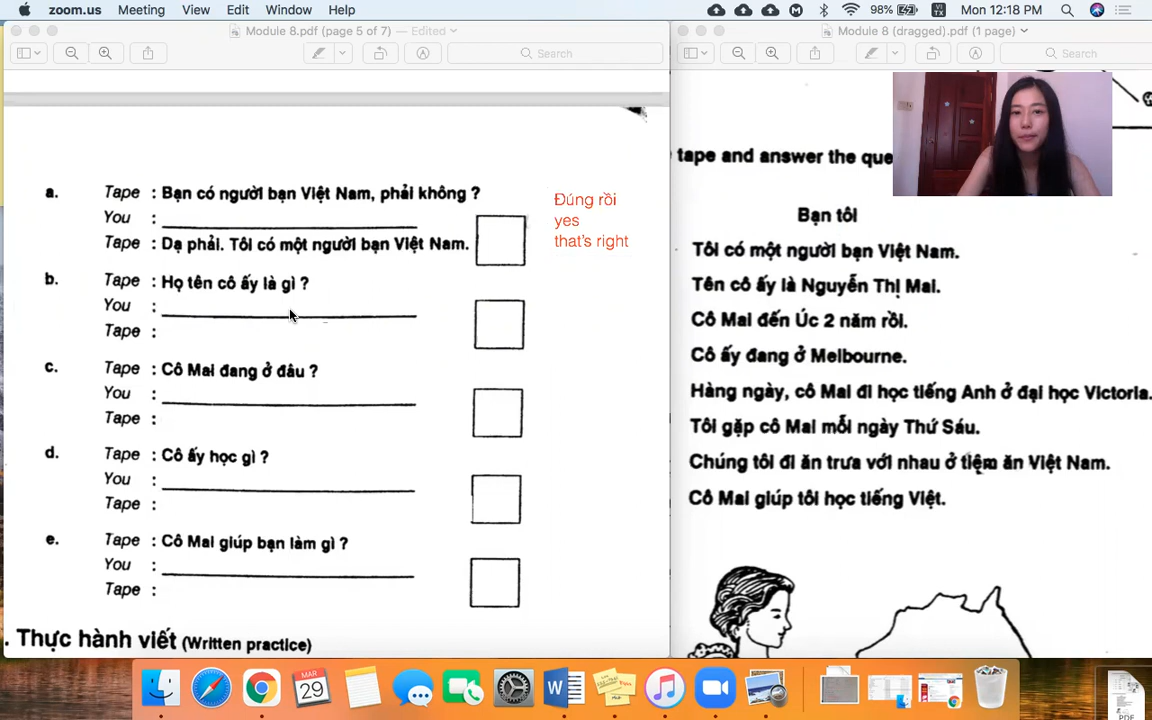 zoom.us Meeting View Edit Window Help 98% VI TX Mon 12:18 PM
Module 8.pdf (page 5 of 7) — Edited
Search
Module 8 (dragged).pdf (1 page)
Search
a. Tape : Bạn có người bạn Việt Nam, phải không ?
You :
Tape : Dạ phải. Tôi có một người bạn Việt Nam.
Đúng rồi
yes
that's right
b. Tape : Họ tên cô ấy là gì ?
You :
Tape :
c. Tape : Cô Mai đang ở đâu ?
You :
Tape :
d. Tape : Cô ấy học gì ?
You :
Tape :
e. Tape : Cô Mai giúp bạn làm gì ?
You :
Tape :
. Thực hành viết (Written practice)
tape and answer the que
Bạn tôi
Tôi có một người bạn Việt Nam.
Tên cô ấy là Nguyễn Thị Mai.
Cô Mai đến Úc 2 năm rồi.
Cô ấy đang ở Melbourne.
Hàng ngày, cô Mai đi học tiếng Anh ở đại học Victoria.
Tôi gặp cô Mai mỗi ngày Thứ Sáu.
Chúng tôi đi ăn trưa với nhau ở tiệm ăn Việt Nam.
Cô Mai giúp tôi học tiếng Việt.
MAR
29
PDF